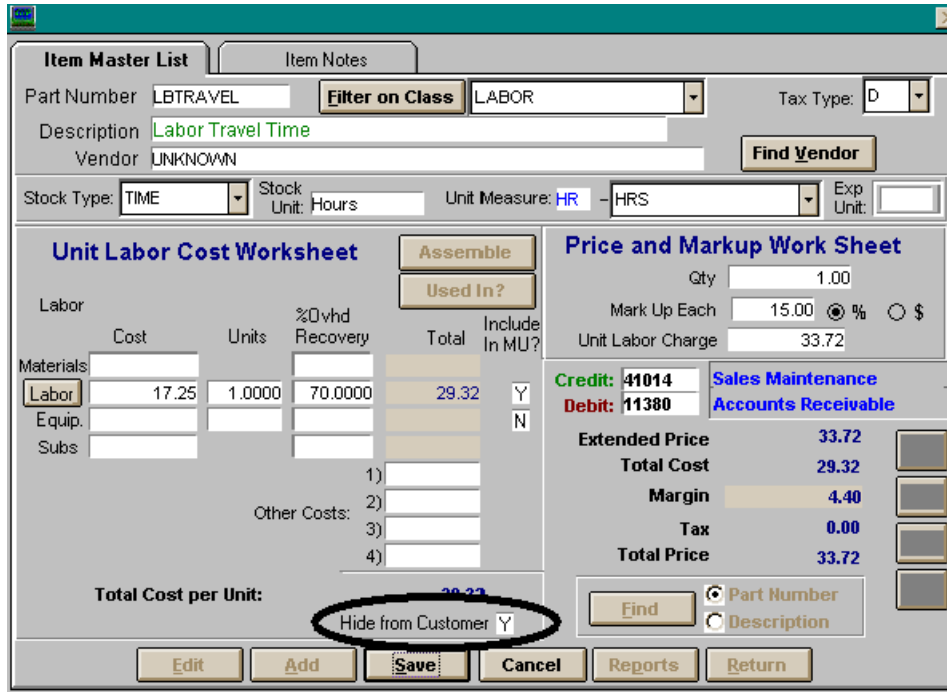 Item Master List Item Notes
Part Number LBTRAVEL Filter on Class LABOR Tax Type: D
Description Labor Travel Time
Vendor UNKNOWN Find Vendor
Stock Type: TIME Stock Unit: Hours Unit Measure: HR - HRS Exp Unit:
Unit Labor Cost Worksheet Assemble
Used In?
Labor
Cost Units %Ovhd Recovery Total Include In MU?
Materials
Labor 17.25 1.0000 70.0000 29.32 Y
Equip. N
Subs
1)
Other Costs: 2)
3)
4)
Total Cost per Unit: 29.32
Hide from Customer Y
Price and Markup Work Sheet
Qty 1.00
Mark Up Each 15.00 % $
Unit Labor Charge 33.72
Credit: 41014 Sales Maintenance
Debit: 11380 Accounts Receivable
Extended Price 33.72
Total Cost 29.32
Margin 4.40
Tax 0.00
Total Price 33.72
Find Part Number
Description
Edit Add Save Cancel Reports Return